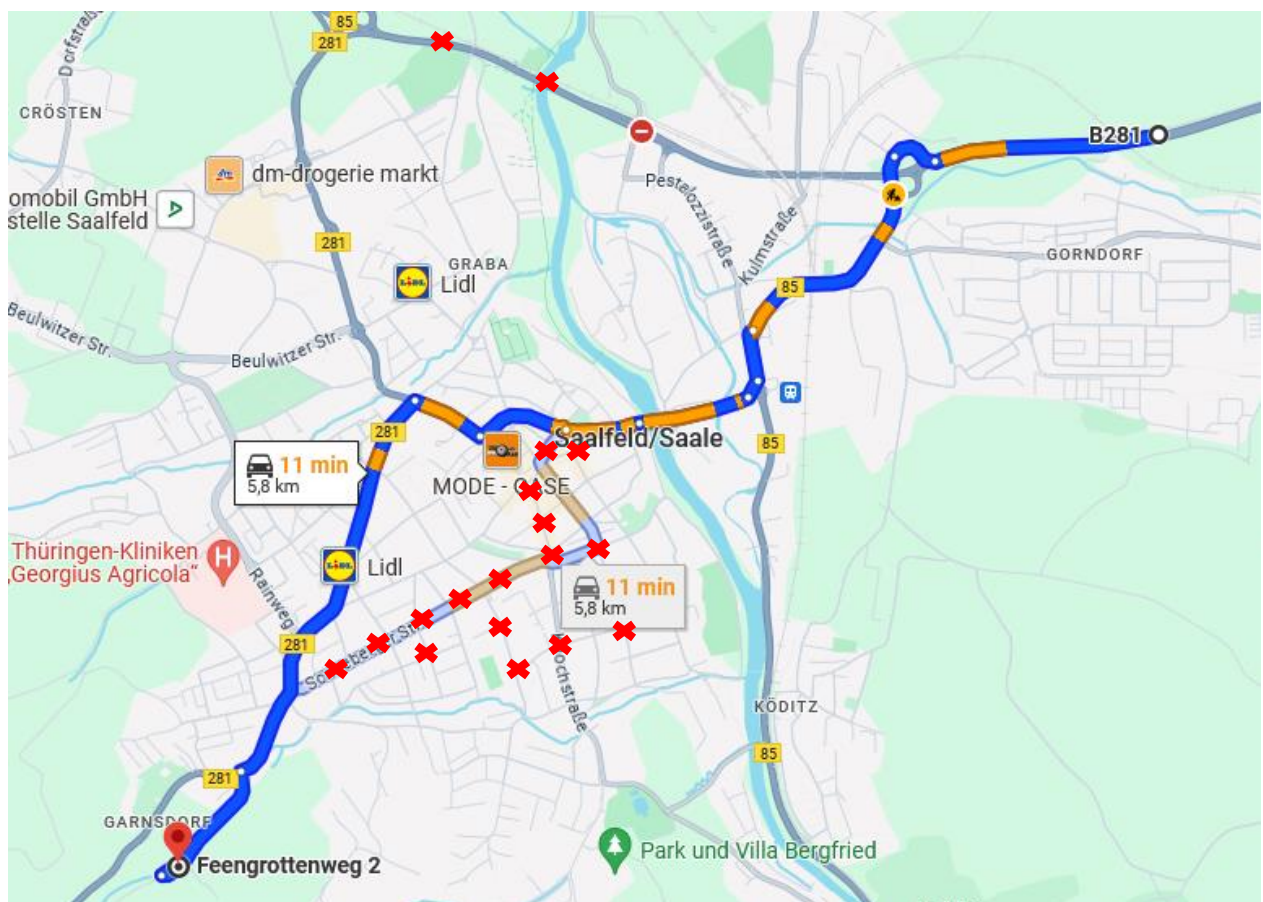 85
281
Dorfstraße
CRÖSTEN
B281
dm-drogerie markt
omobil GmbH
stelle Saalfeld
Pestalozzistraße
Kulmstraße
281
GRABA
Lidl
GORNDORF
85
Beulwitzer Str.
Beulwitzer Str.
281
Saalfeld/Saale
85
11 min
5,8 km
MODE - CASE
Thüringen-Kliniken
„Georgius Agricola“
Lidl
Rainweg
11 min
5,8 km
281
KÖDITZ
85
281
GARNSDORF
Park und Villa Bergfried
Feengrottenweg 2